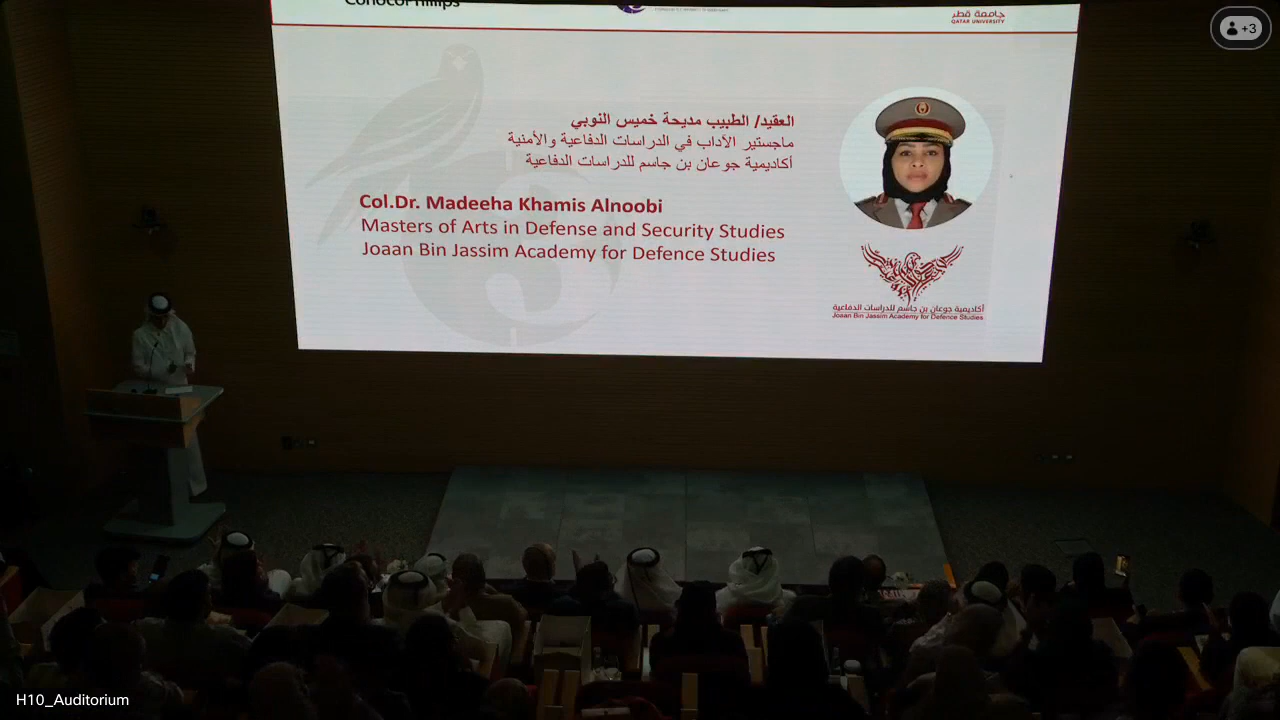 ConocoPhillips
جامعة قطر
QATAR UNIVERSITY
+3
العقيد/ الطبيب مديحة خميس النوبي
ماجستير الآداب في الدراسات الدفاعية والأمنية
أكاديمية جوعان بن جاسم للدراسات الدفاعية
Col.Dr. Madeeha Khamis Alnoobi
Masters of Arts in Defense and Security Studies
Joaan Bin Jassim Academy for Defence Studies
أكاديمية جوعان بن جاسم للدراسات الدفاعية
Joaan Bin Jassim Academy for Defence Studies
H10_Auditorium